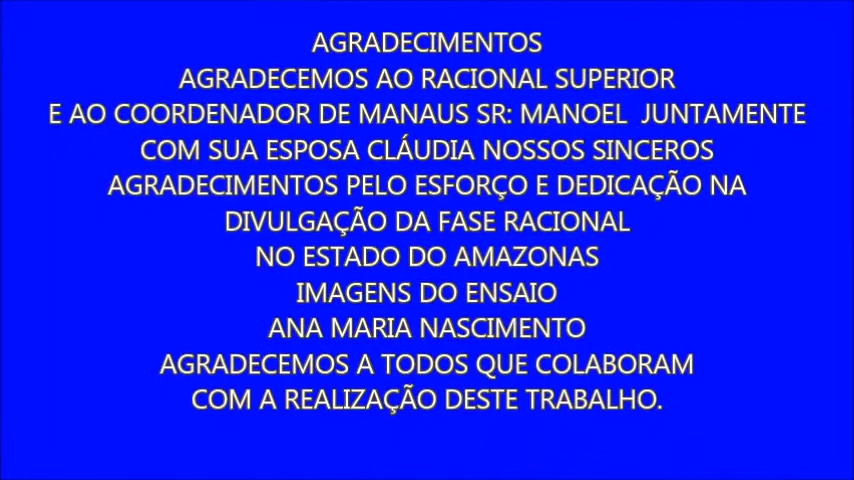 AGRADECIMENTOS
AGRADECEMOS AO RACIONAL SUPERIOR
E AO COORDENADOR DE MANAUS SR: MANOEL JUNTAMENTE
COM SUA ESPOSA CLÁUDIA NOSSOS SINCEROS
AGRADECIMENTOS PELO ESFORÇO E DEDICAÇÃO NA
DIVULGAÇÃO DA FASE RACIONAL
NO ESTADO DO AMAZONAS
IMAGENS DO ENSAIO
ANA MARIA NASCIMENTO
AGRADECEMOS A TODOS QUE COLABORAM
COM A REALIZAÇÃO DESTE TRABALHO.